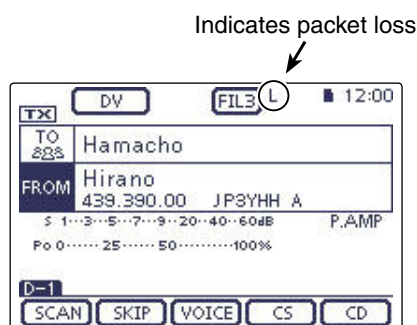 Indicates packet loss
DV FIL3 L 12:00
TX
TO Hamacho
FROM Hirano
439.390.00 JP3YHH A
S 1··3··5··7··9··20··40··60dB P.AMP
Po 0······25······50··········100%
D-1
SCAN SKIP VOICE CS CD